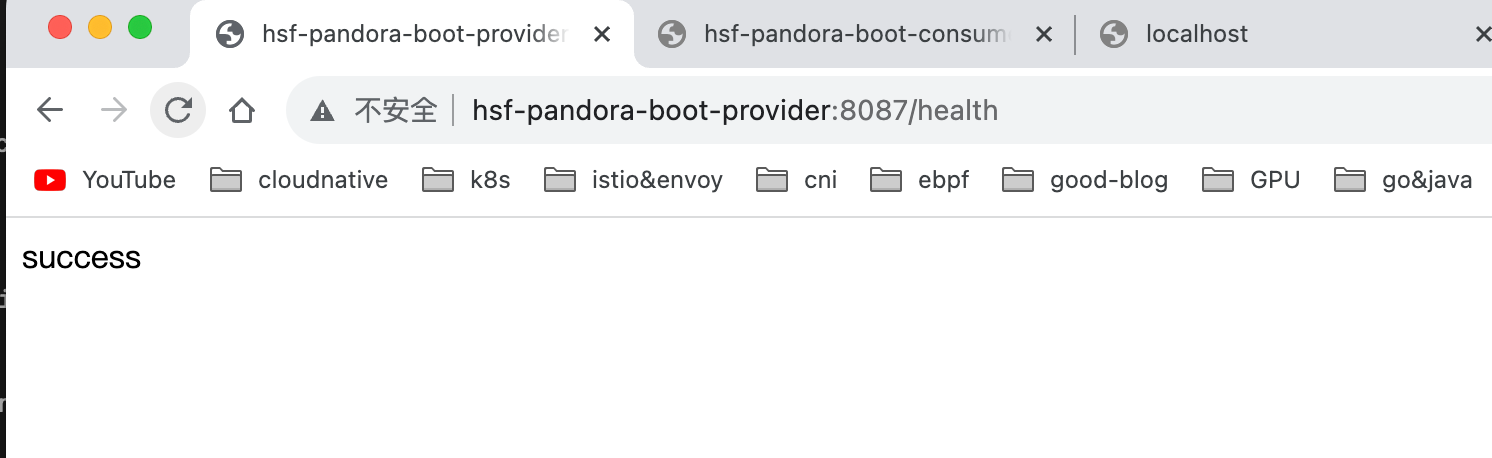 hsf-pandora-boot-provider hsf-pandora-boot-consum localhost
不安全 hsf-pandora-boot-provider:8087/health
YouTube cloudnative k8s istio&envoy cni ebpf good-blog GPU go&java
success